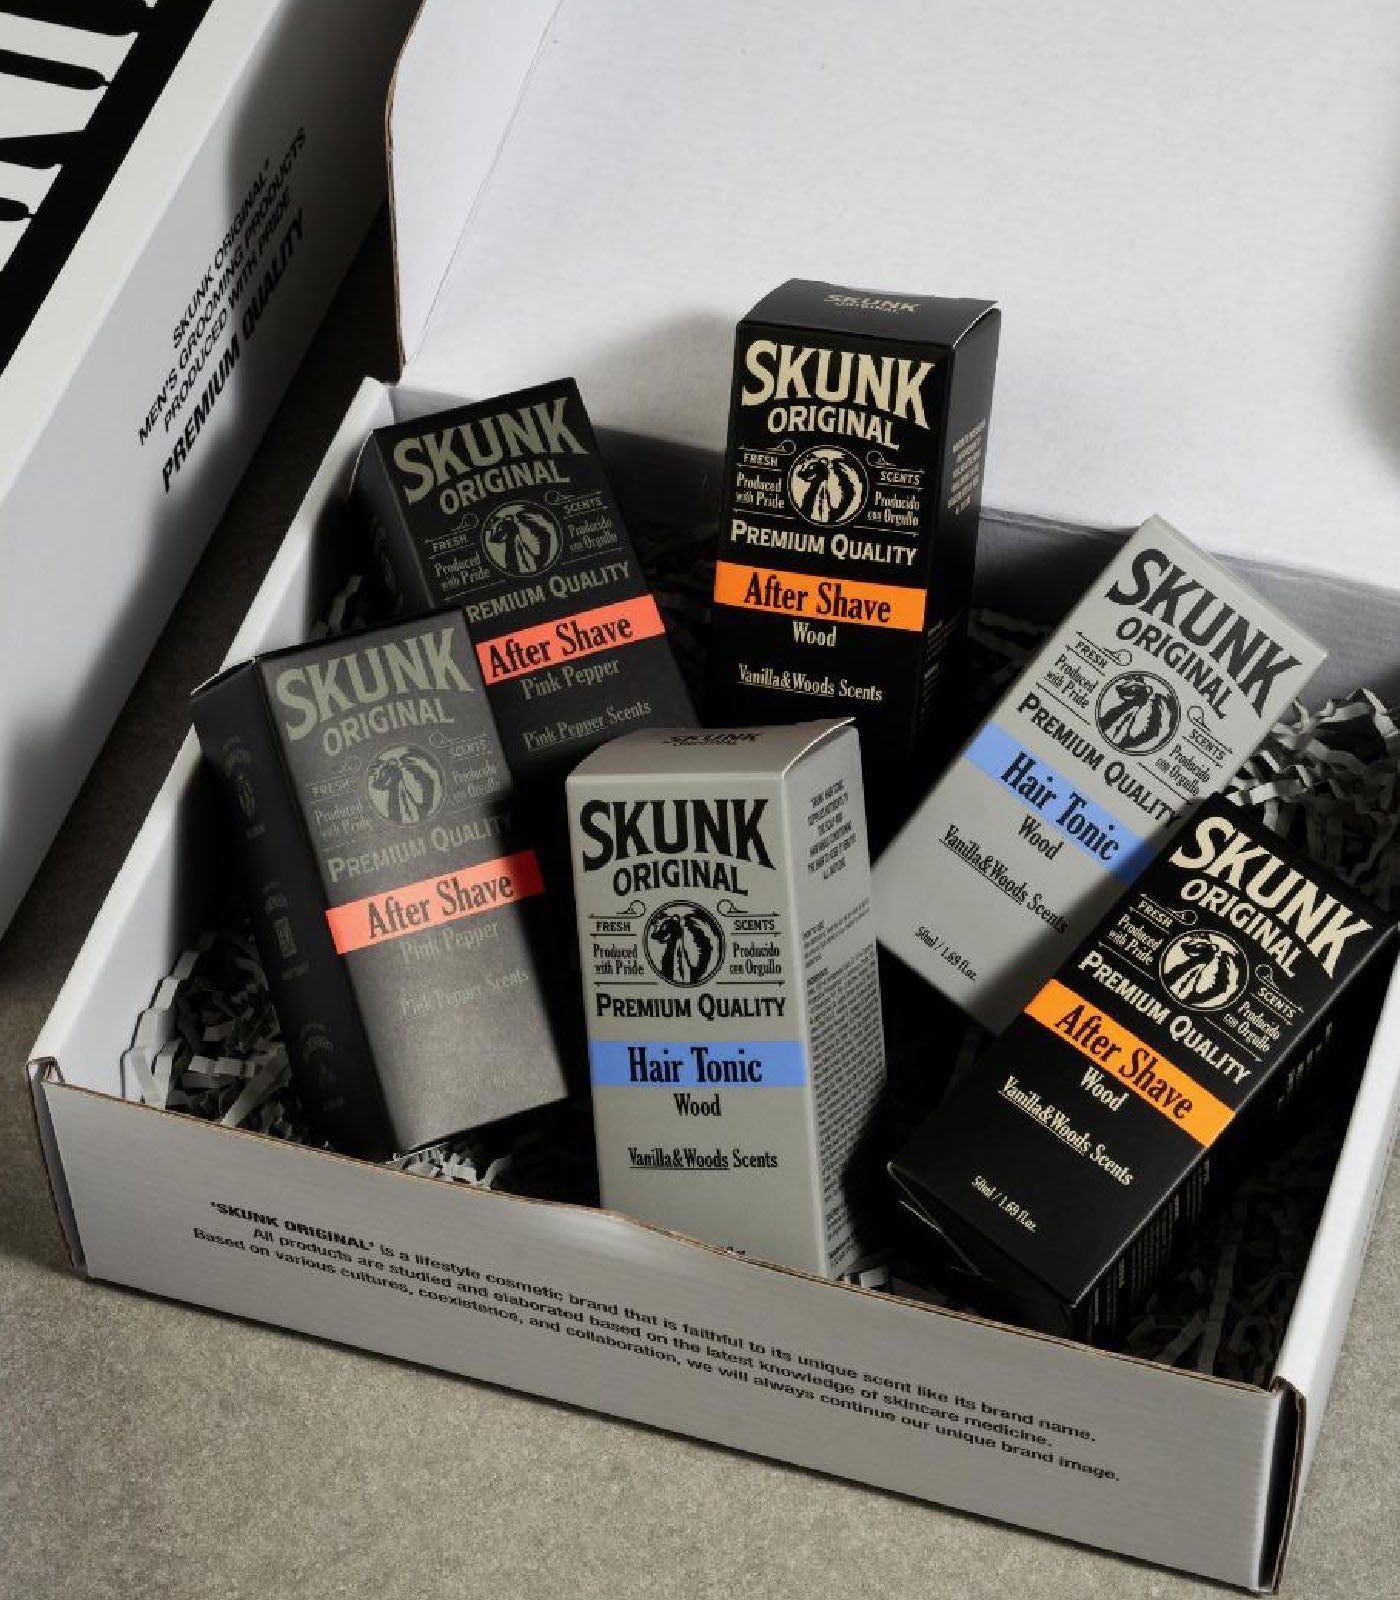 SKUNK ORIGINAL®
MEN'S GROOMING PRODUCTS
PRODUCED WITH PRIDE
PREMIUM QUALITY
SKUNK
ORIGINAL
SKUNK
ORIGINAL
FRESH
SCENTS
Produced
with Pride
Producido
con Orgullo
PREMIUM QUALITY
After Shave
Wood
Vanilla&Woods Scents
SKUNK
ORIGINAL
FRESH
SCENTS
Produced
with Pride
Producido
con Orgullo
PREMIUM QUALITY
After Shave
Pink Pepper
Pink Pepper Scents
SKUNK
ORIGINAL
FRESH
SCENTS
Produced
with Pride
Producido
con Orgullo
PREMIUM QUALITY
After Shave
Pink Pepper
Pink Pepper Scents
SKUNK
ORIGINAL
SKUNK
ORIGINAL
FRESH
SCENTS
Produced
with Pride
Producido
con Orgullo
PREMIUM QUALITY
Hair Tonic
Wood
Vanilla&Woods Scents
SKUNK
ORIGINAL
FRESH
SCENTS
Produced
with Pride
Producido
con Orgullo
PREMIUM QUALITY
Hair Tonic
Wood
Vanilla&Woods Scents
50ml / 1.69 fl.oz.
SKUNK
ORIGINAL
FRESH
SCENTS
Produced
with Pride
Producido
con Orgullo
PREMIUM QUALITY
After Shave
Wood
Vanilla&Woods Scents
50ml / 1.69 fl.oz.
'SKUNK ORIGINAL' is a lifestyle cosmetic brand that is faithful to its unique scent like its brand name.
All products are studied and elaborated based on the latest knowledge of skincare medicine.
Based on various cultures, coexistence, and collaboration, we will always continue our unique brand image.